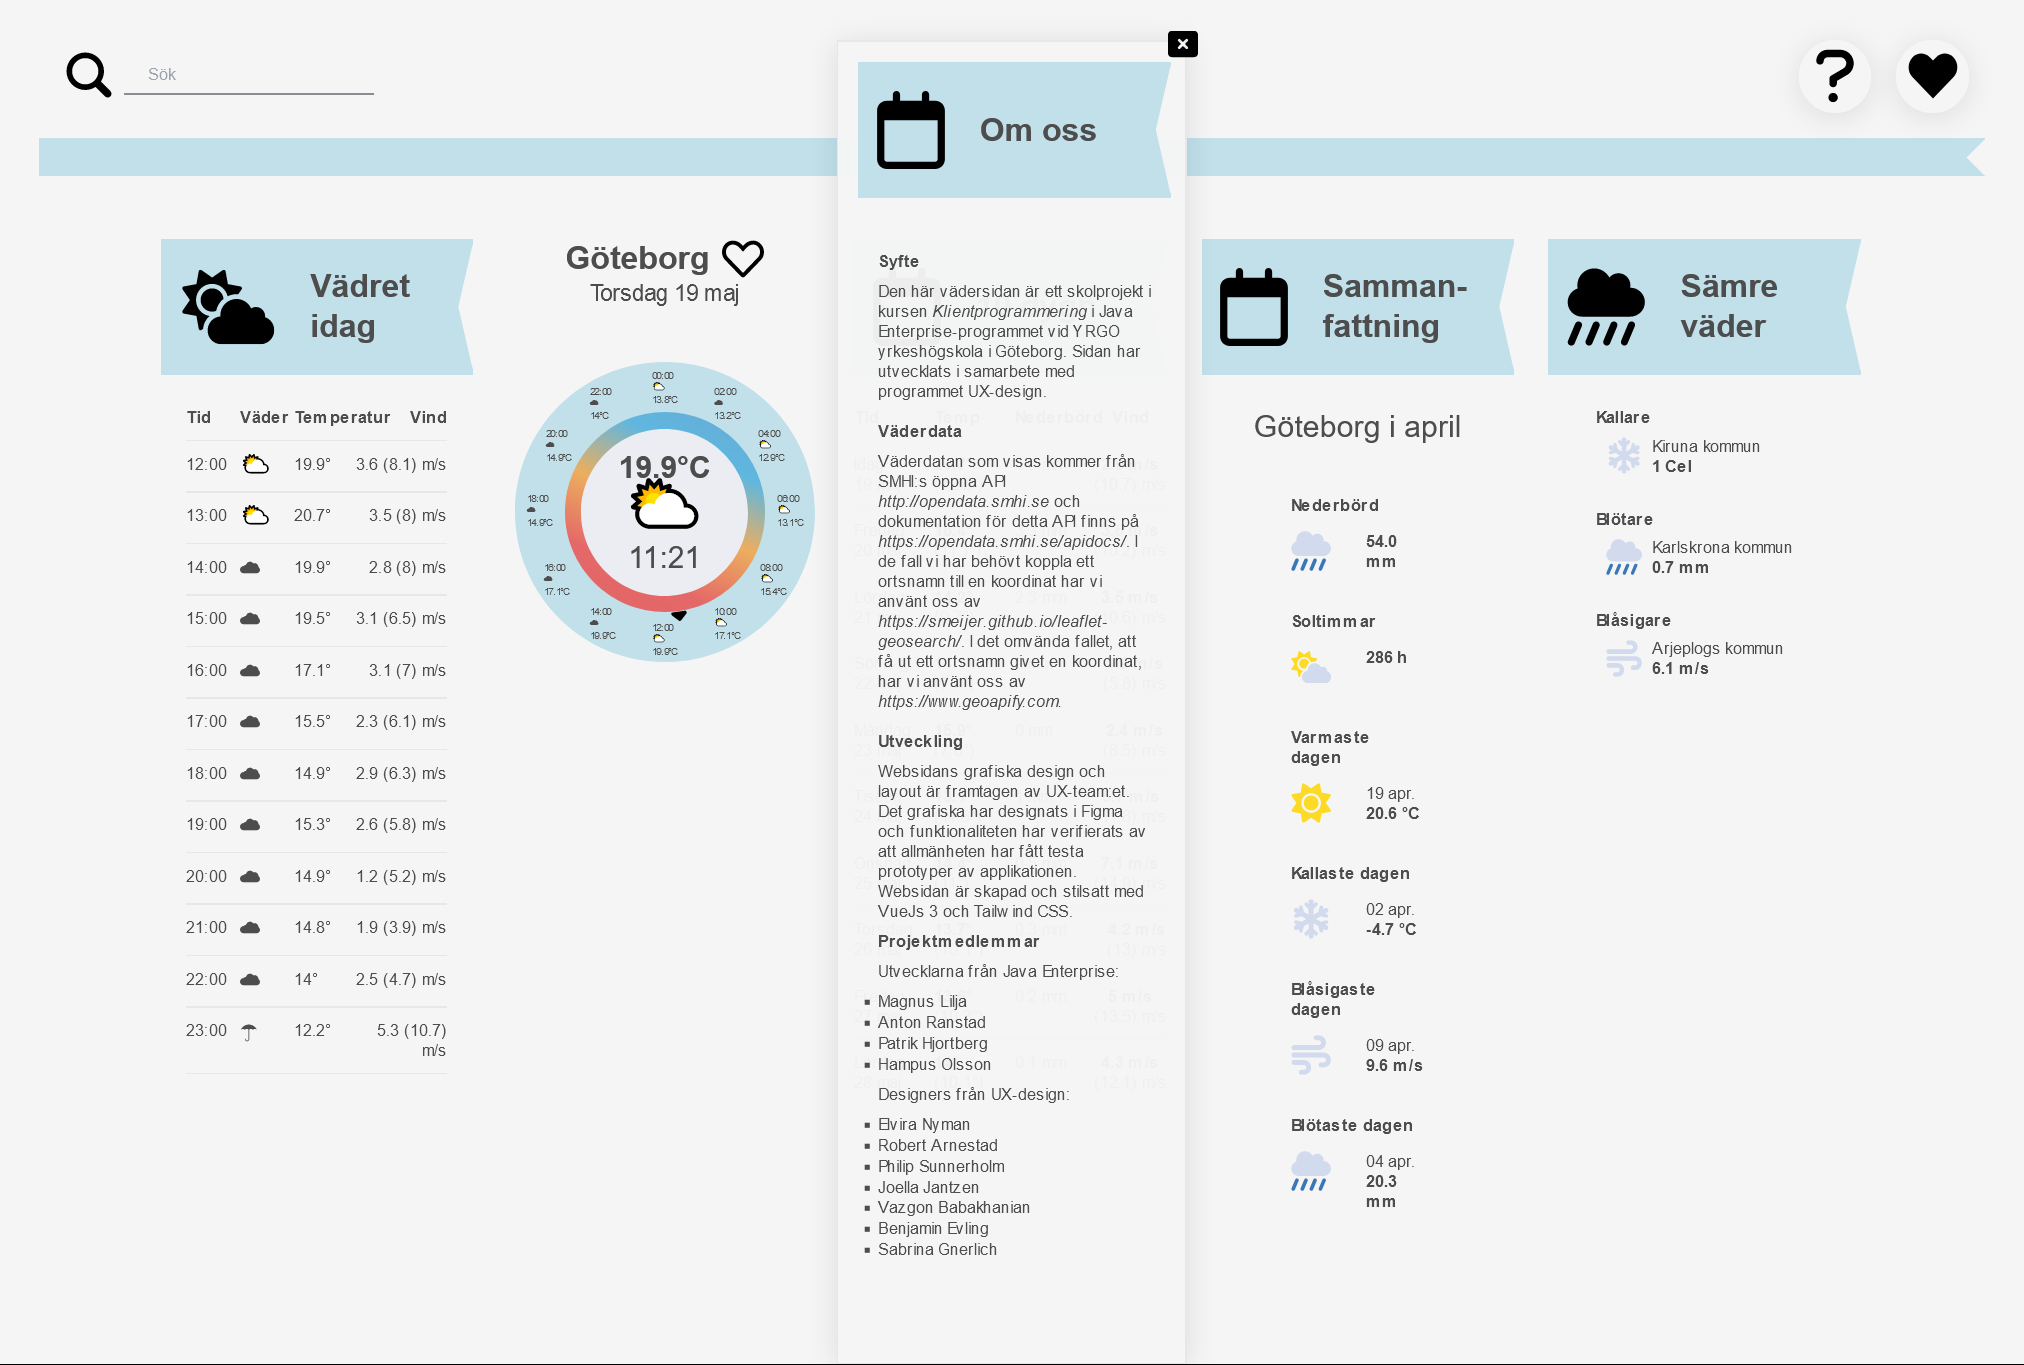 Sök
Vädret
idag
Tid Väder Temperatur Vind
12:00 19.9° 3.6 (8.1) m/s
13:00 20.7° 3.5 (8) m/s
14:00 19.9° 2.8 (8) m/s
15:00 19.5° 3.1 (6.5) m/s
16:00 17.1° 3.1 (7) m/s
17:00 15.5° 2.3 (6.1) m/s
18:00 14.9° 2.9 (6.3) m/s
19:00 15.3° 2.6 (5.8) m/s
20:00 14.9° 1.2 (5.2) m/s
21:00 14.8° 1.9 (3.9) m/s
22:00 14° 2.5 (4.7) m/s
23:00 12.2° 5.3 (10.7)
m/s
Göteborg
Torsdag 19 maj
00:00
13.8°C
02:00
13.2°C
04:00
12.9°C
06:00
13.1°C
08:00
15.4°C
10:00
17.1°C
12:00
19.9°C
14:00
19.9°C
16:00
17.1°C
18:00
14.9°C
20:00
14.9°C
22:00
14°C
19.9°C
11:21
Om oss
Syfte
Den här vädersidan är ett skolprojekt i
kursen Klientprogrammering i Java
Enterprise-programmet vid YRGO
yrkeshögskola i Göteborg. Sidan har
utvecklats i samarbete med
programmet UX-design.
Väderdata
Väderdatan som visas kommer från
SMHI:s öppna API
http://opendata.smhi.se och
dokumentation för detta API finns på
https://opendata.smhi.se/apidocs/. I
de fall vi har behövt koppla ett
ortsnamn till en koordinat har vi
använt oss av
https://smeijer.github.io/leaflet-
geosearch/. I det omvända fallet, att
få ut ett ortsnamn givet en koordinat,
har vi använt oss av
https://www.geoapify.com.
Utveckling
Websidans grafiska design och
layout är framtagen av UX-team:et.
Det grafiska har designats i Figma
och funktionaliteten har verifierats av
att allmänheten har fått testa
prototyper av applikationen.
Websidan är skapad och stilsatt med
VueJs 3 och Tailwind CSS.
Projektmedlemmar
Utvecklarna från Java Enterprise:
Magnus Lilja
Anton Ranstad
Patrik Hjortberg
Hampus Olsson
Designers från UX-design:
Elvira Nyman
Robert Arnestad
Philip Sunnerholm
Joella Jantzen
Vazgon Babakhanian
Benjamin Evling
Sabrina Gnerlich
Samman-
fattning
Göteborg i april
Nederbörd
54.0
mm
Soltimmar
286 h
Varmaste
dagen
19 apr.
20.6 °C
Kallaste dagen
02 apr.
-4.7 °C
Blåsigaste
dagen
09 apr.
9.6 m/s
Blötaste dagen
04 apr.
20.3
mm
Sämre
väder
Kallare
Kiruna kommun
1 Cel
Blötare
Karlskrona kommun
0.7 mm
Blåsigare
Arjeplogs kommun
6.1 m/s